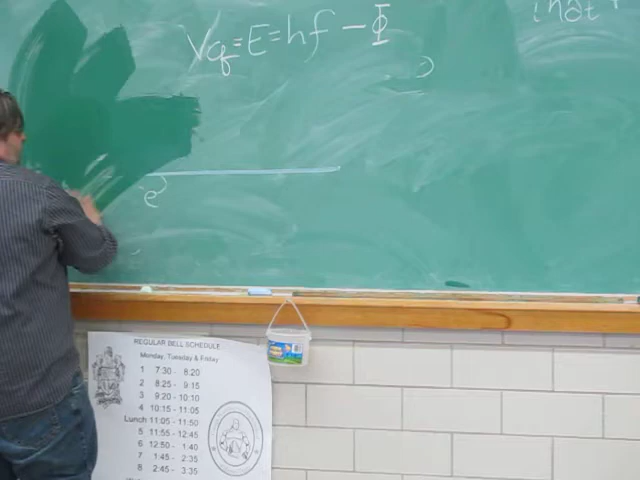 that
Vq=E=hf-Φ
e
REGULAR BELL SCHEDULE
Monday, Tuesday & Friday
1 7:30 - 8:20
2 8:25 - 9:15
3 9:20 - 10:10
4 10:15 - 11:05
Lunch 11:05 - 11:50
5 11:55 - 12:45
6 12:50 - 1:40
7 1:45 - 2:35
8 2:45 - 3:35